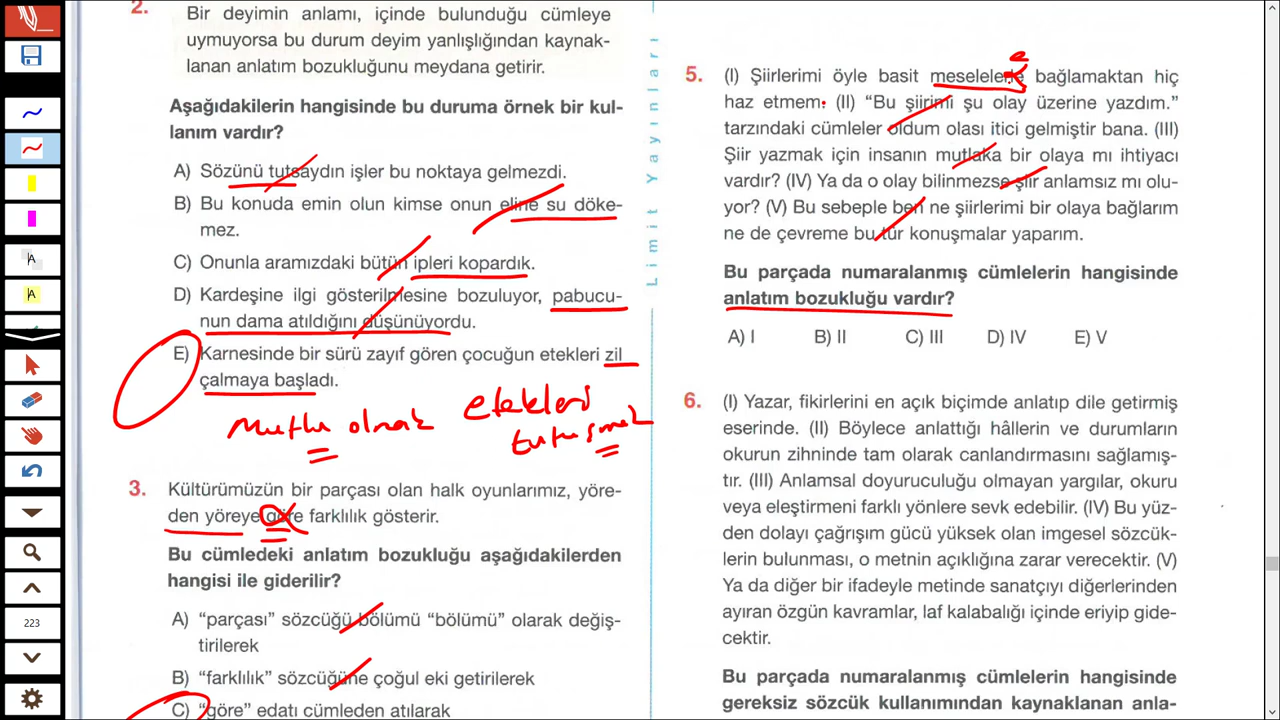 2.
Bir deyimin anlamı, içinde bulunduğu cümleye
uymuyorsa bu durum deyim yanlışlığından kaynak-
lanan anlatım bozukluğunu meydana getirir.
Aşağıdakilerin hangisinde bu duruma örnek bir kul-
lanım vardır?
A) Sözünü tutsaydın işler bu noktaya gelmezdi.
B) Bu konuda emin olun kimse onun eline su döke-
mez.
C) Onunla aramızdaki bütün ipleri kopardık.
D) Kardeşine ilgi gösterilmesine bozuluyor, pabucu-
nun dama atıldığını düşünüyordu.
E) Karnesinde bir sürü zayıf gören çocuğun etekleri zil
çalmaya başladı.
mutlu olmak
etekleri
tutuşmak
3. Kültürümüzün bir parçası olan halk oyunlarımız, yöre-
den yöreye göre farklılık gösterir.
Bu cümledeki anlatım bozukluğu aşağıdakilerden
hangisi ile giderilir?
A) “parçası” sözcüğü bölümü “bölümü” olarak değiş-
tirilerek
B) “farklılık” sözcüğüne çoğul eki getirilerek
C) “göre” edatı cümleden atılarak
Limit Yayınları
e
5. (I) Şiirlerimi öyle basit meselelere bağlamaktan hiç
haz etmem. (II) “Bu şiirimi şu olay üzerine yazdım.”
tarzındaki cümleler oldum olası itici gelmiştir bana. (III)
Şiir yazmak için insanın mutlaka bir olaya mı ihtiyacı
vardır? (IV) Ya da o olay bilinmezse şiir anlamsız mı olu-
yor? (V) Bu sebeple ben ne şiirlerimi bir olaya bağlarım
ne de çevreme bu tür konuşmalar yaparım.
Bu parçada numaralanmış cümlelerin hangisinde
anlatım bozukluğu vardır?
A) I B) II C) III D) IV E) V
6. (I) Yazar, fikirlerini en açık biçimde anlatıp dile getirmiş
eserinde. (II) Böylece anlattığı hâllerin ve durumların
okurun zihninde tam olarak canlandırmasını sağlamış-
tır. (III) Anlamsal doyuruculuğu olmayan yargılar, okuru
veya eleştirmeni farklı yönlere sevk edebilir. (IV) Bu yüz-
den dolayı çağrışım gücü yüksek olan imgesel sözcük-
lerin bulunması, o metnin açıklığına zarar verecektir. (V)
Ya da diğer bir ifadeyle metinde sanatçıyı diğerlerinden
ayıran özgün kavramlar, laf kalabalığı içinde eriyip gide-
cektir.
Bu parçada numaralanmış cümlelerin hangisinde
gereksiz sözcük kullanımından kaynaklanan anla-
A
A
223